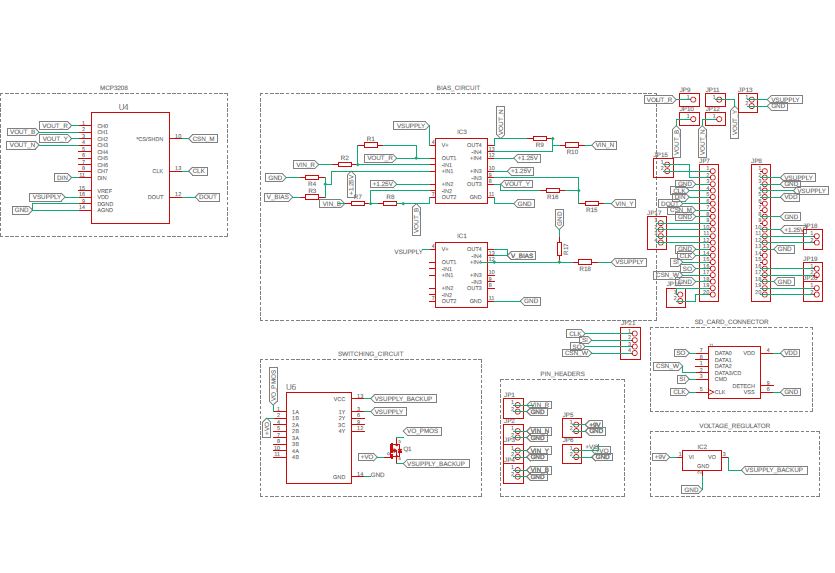 MCP3208
U4
VOUT_R
VOUT_B
VOUT_Y
VOUT_N
CH0
CH1
CH2
CH3
CH4
CH5
CH6
CH7
DIN
DIN
VREF
VDD
DGND
AGND
VSUPPLY
GND
*CS/SHDN
CSN_M
CLK
CLK
DOUT
DOUT
BIAS_CIRCUIT
VSUPPLY
IC3
V+
OUT1
-IN1
+IN1
+IN2
-IN2
OUT2
OUT4
-IN4
+IN4
+IN3
-IN3
OUT3
GND
R1
R2
VIN_R
VOUT_R
GND
R4
R3
V_BIAS
+1.25V
+1.25V
VIN_B
R7
R8
VOUT_B
VOUT_N
R9
R10
VIN_N
+1.25V
+1.25V
VOUT_Y
R16
R15
VIN_Y
GND
GND
R17
IC1
VSUPPLY
V+
OUT1
-IN1
+IN1
+IN2
-IN2
OUT2
OUT4
-IN4
+IN4
+IN3
-IN3
OUT3
GND
V_BIAS
R18
VSUPPLY
GND
JP9
JP11
JP13
VOUT_R
VSUPPLY
GND
JP10
JP12
VOUT_Y
VOUT_B
VOUT_N
JP15
JP7
JP8
GND
CLK
DIN
DOUT
CSN_M
GND
JP17
GND
CLK
SI
SO
CSN_W
GND
VSUPPLY
GND
VSUPPLY
VDD
GND
+1.25V
JP18
GND
JP19
GND
JP21
CLK
SI
SO
CSN_W
SWITCHING_CIRCUIT
VO_PMOS
U6
+VO
1A
1B
2A
2B
3A
3B
4A
4B
VCC
1Y
2Y
3C
4Y
GND
VSUPPLY_BACKUP
VSUPPLY
VO_PMOS
+VO
Q1
VSUPPLY_BACKUP
GND
PIN_HEADERS
JP1
VIN_R
GND
JP2
VIN_N
GND
VIN_Y
GND
VIN_B
GND
JP5
+9V
GND
JP6
GND
SD_CARD_CONNECTOR
SO
CSN_W
SI
CLK
DATA0
DATA1
DATA2
DATA3/CD
CMD
CLK
VDD
DETECH
VSS
VDD
GND
VOLTAGE_REGULATOR
+9V
IC2
VI
VO
GND
VSUPPLY_BACKUP
GND